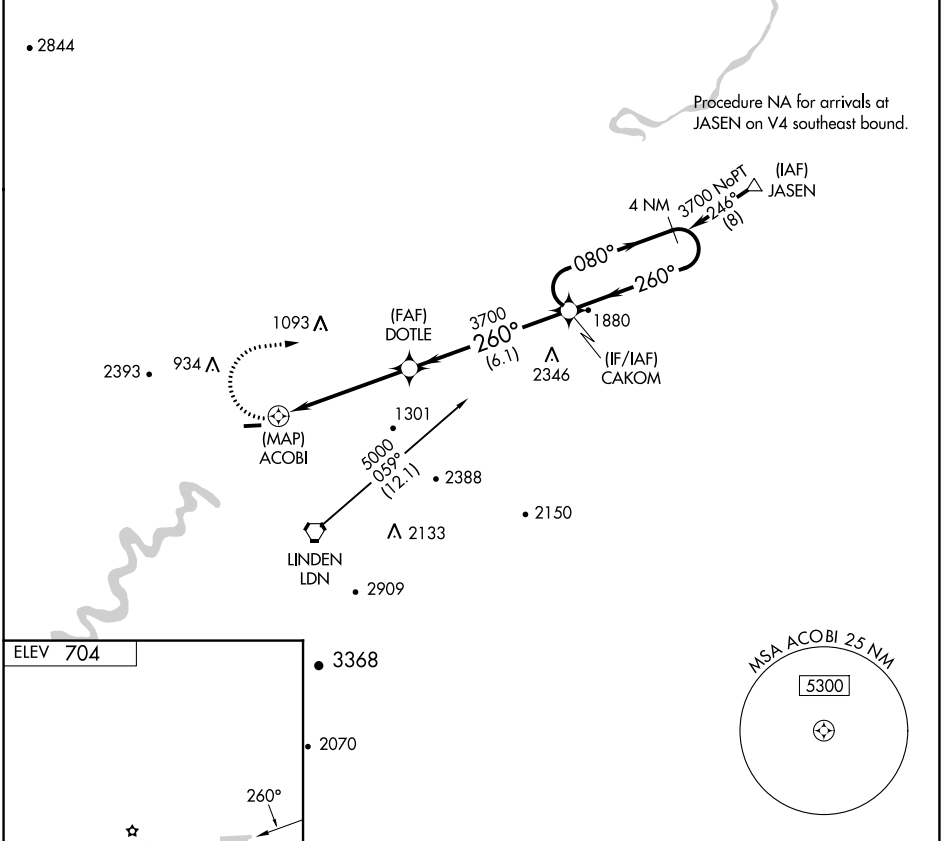 2844
Procedure NA for arrivals at
JASEN on V4 southeast bound.
(IAF)
JASEN
3700 NoPT
246°
(8)
4 NM
080°
260°
(FAF)
DOTLE
3700
260°
(6.1)
1880
(IF/IAF)
CAKOM
2346
1093
934
2393
(MAP)
ACOBI
1301
5000
059°
(12.1)
2388
2150
2133
LINDEN
LDN
2909
ELEV 704
3368
2070
260°
MSA ACOBI 25 NM
5300